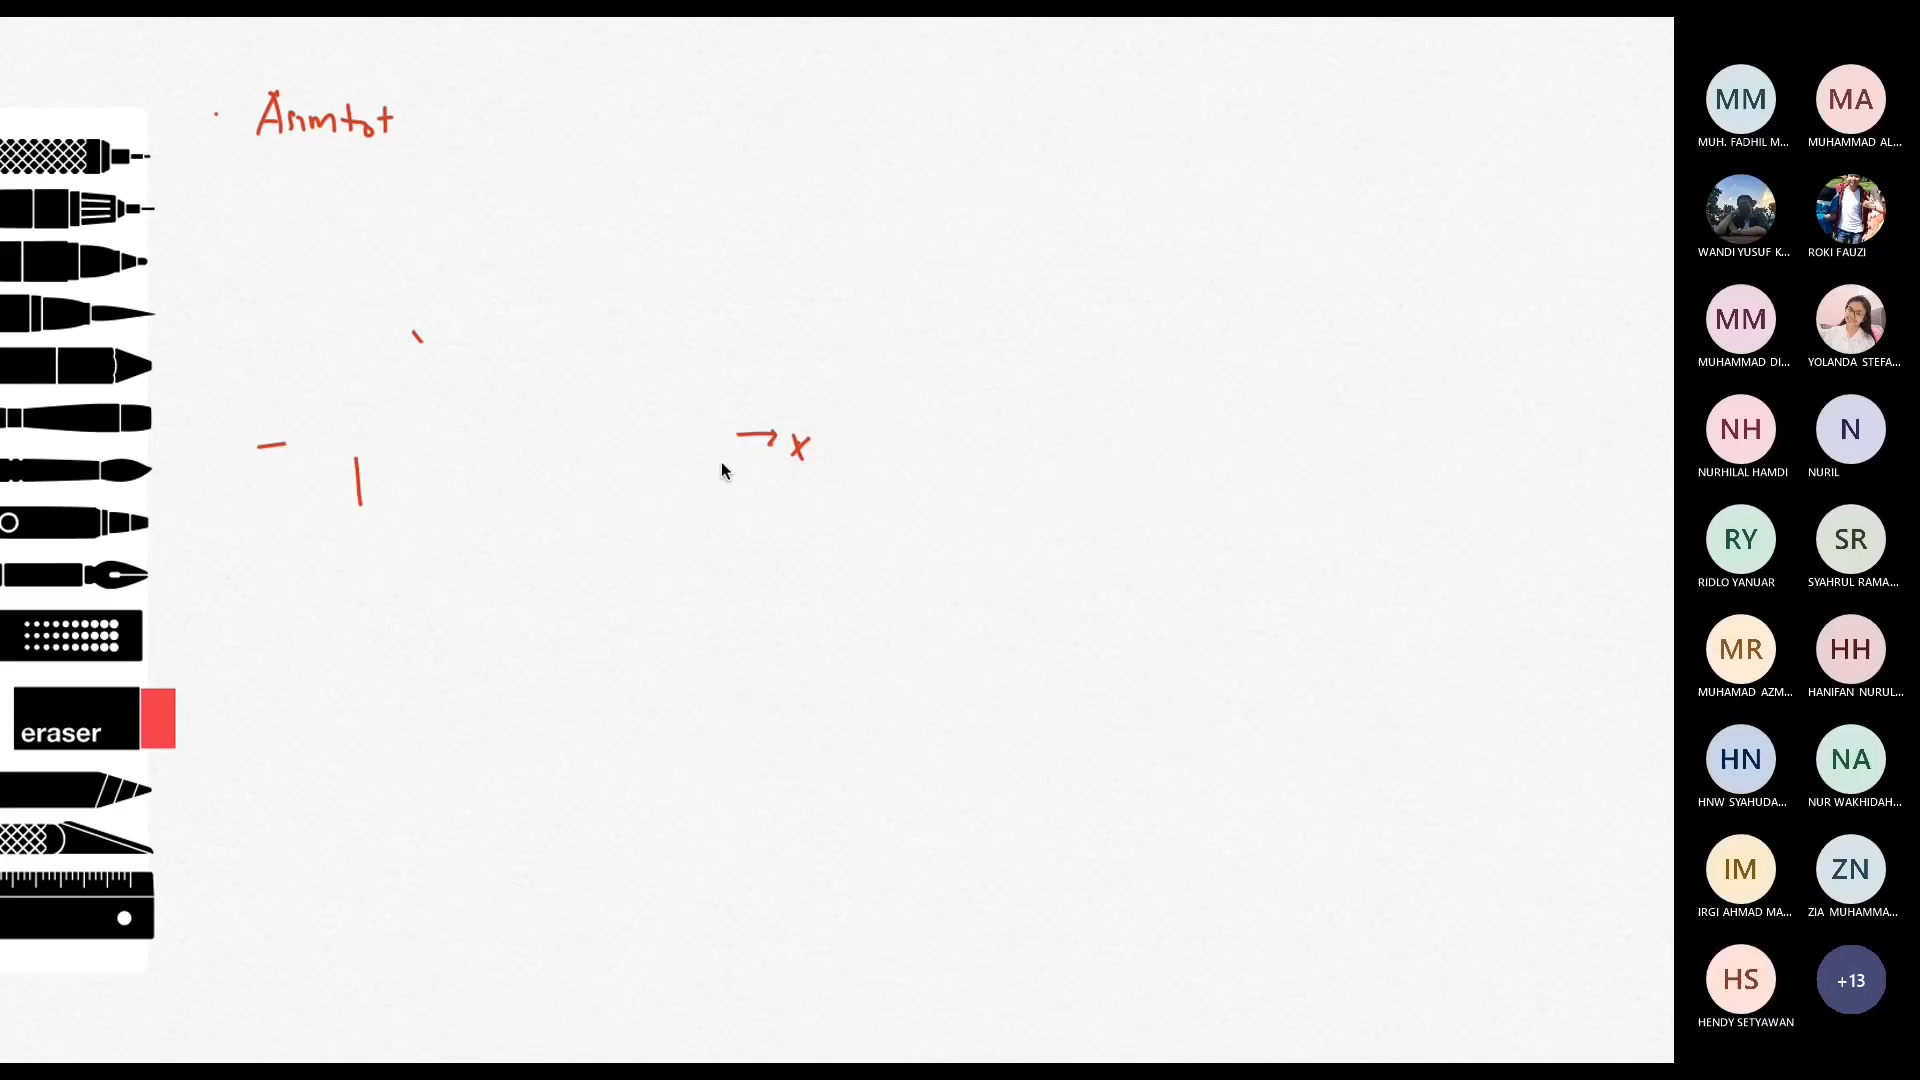 · Asimtot
→ x
eraser
MM
MA
MUH. FADHIL M...
MUHAMMAD AL...
WANDI YUSUF K...
ROKI FAUZI
MM
MUHAMMAD DI...
YOLANDA STEFA...
NH
N
NURHILAL HAMDI
NURIL
RY
SR
RIDLO YANUAR
SYAHRUL RAMA...
MR
HH
MUHAMAD AZM...
HANIFAN NURUL...
HN
NA
HNW SYAHUDA...
NUR WAKHIDAH...
IM
ZN
IRGI AHMAD MA...
ZIA MUHAMMA...
HS
+13
HENDY SETYAWAN